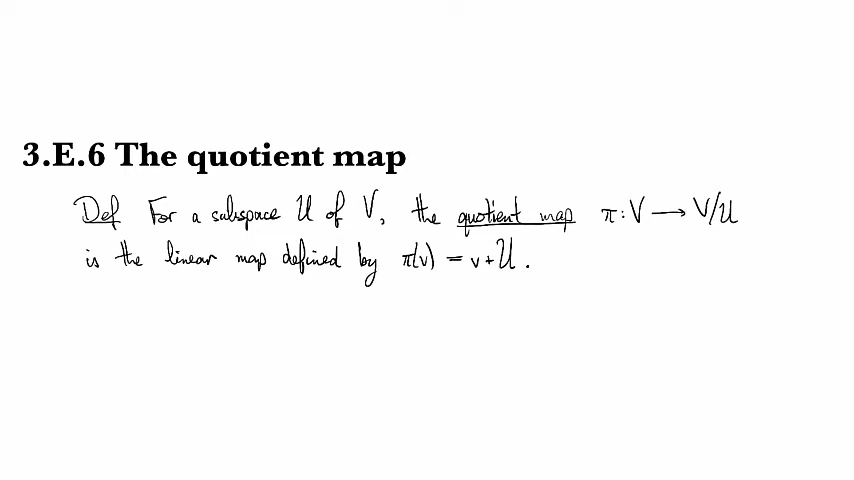 3.E.6 The quotient map
Def For a subspace U of V, the quotient map π: V → V/U
is the linear map defined by π(v) = v + U.